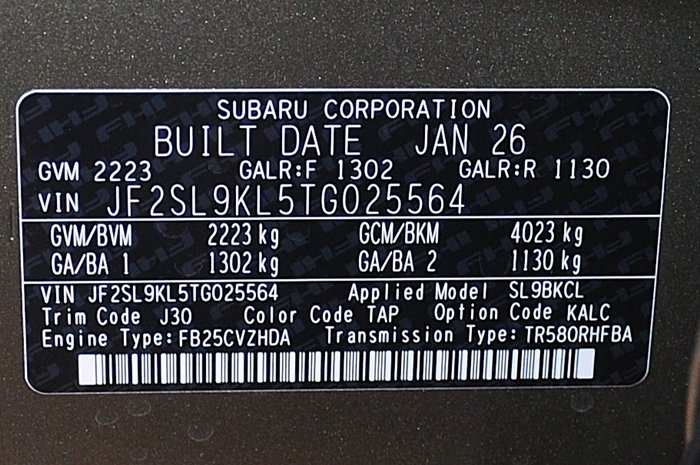 SUBARU CORPORATION
BUILT DATE JAN 26
GVM 2223 GALR:F 1302 GALR:R 1130
VIN JF2SL9KL5TG025564
GVM/BVM 2223 kg GCM/BKM 4023 kg
GA/BA 1 1302 kg GA/BA 2 1130 kg
VIN JF2SL9KL5TG025564 Applied Model SL9BKCL
Trim Code J30 Color Code TAP Option Code KALC
Engine Type:FB25CVZHDA Transmission Type:TR580RHFBA